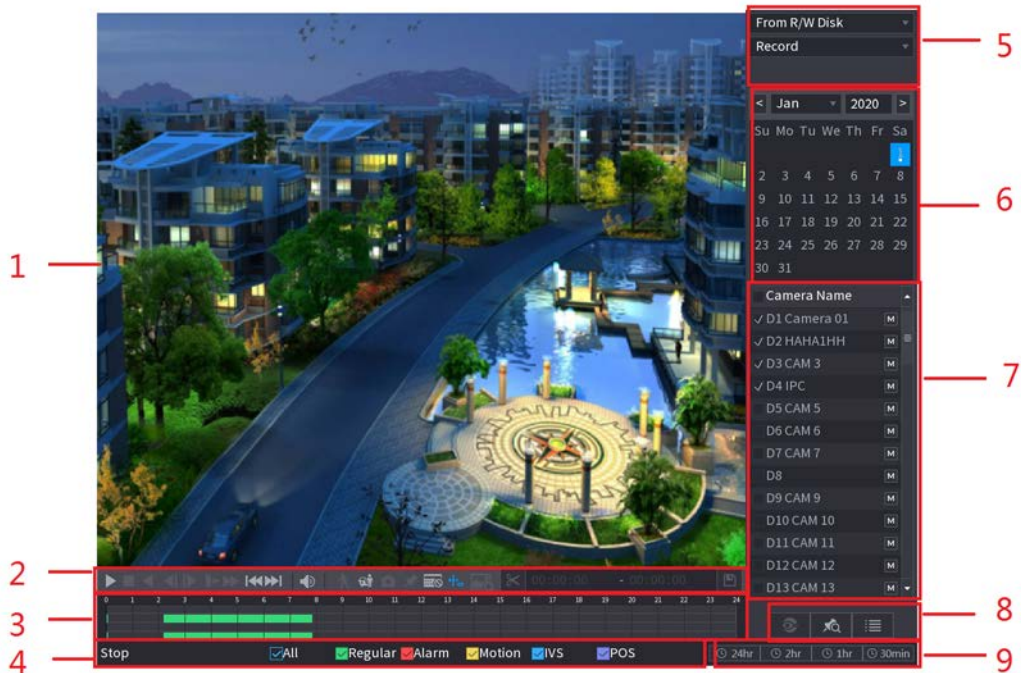 From R/W Disk
Record
5
< Jan 2020 >
Su Mo Tu We Th Fr Sa
1
2 3 4 5 6 7 8
9 10 11 12 13 14 15
16 17 18 19 20 21 22
23 24 25 26 27 28 29
30 31
6
1
Camera Name
D1 Camera 01 M
D2 HAHA1HH M
D3 CAM 3 M
D4 IPC M
D5 CAM 5 M
D6 CAM 6 M
D7 CAM 7 M
D8 M
D9 CAM 9 M
D10 CAM 10 M
D11 CAM 11 M
D12 CAM 12 M
D13 CAM 13 M
7
2
00:00:00 - 00:00:00
3
0 1 2 3 4 5 6 7 8 9 10 11 12 13 14 15 16 17 18 19 20 21 22 23 24
8
4
Stop All Regular Alarm Motion IVS POS
24hr 2hr 1hr 30min
9